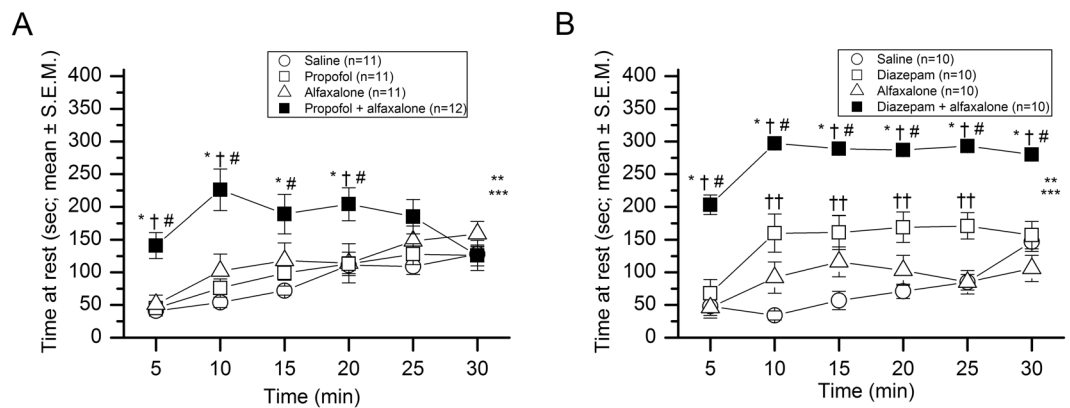 A
Time at rest (sec; mean ± S.E.M.)
Saline (n=11)
Propofol (n=11)
Alfaxalone (n=11)
Propofol + alfaxalone (n=12)
400
350
300
250
200
150
100
50
0
* † #
* † #
* #
* † #
**
***
5 10 15 20 25 30
Time (min)
B
Time at rest (sec; mean ± S.E.M.)
Saline (n=10)
Diazepam (n=10)
Alfaxalone (n=10)
Diazepam + alfaxalone (n=10)
400
350
300
250
200
150
100
50
0
* † #
* † #
* † #
* † #
* † #
* † #
†† †† †† ††
**
***
5 10 15 20 25 30
Time (min)